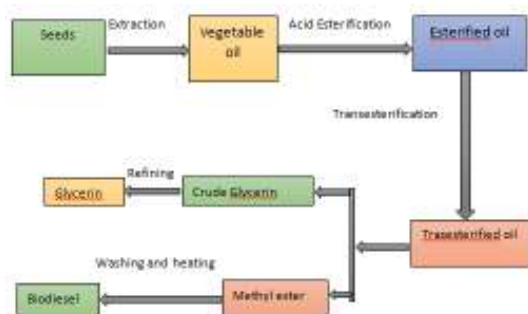 Seeds
Extraction
Vegetable
oil
Acid Esterification
Esterified oil
Transesterification
Trasesterified oil
Crude Glycerin
Refining
Glycerin
Methyl ester
Washing and heating
Biodiesel